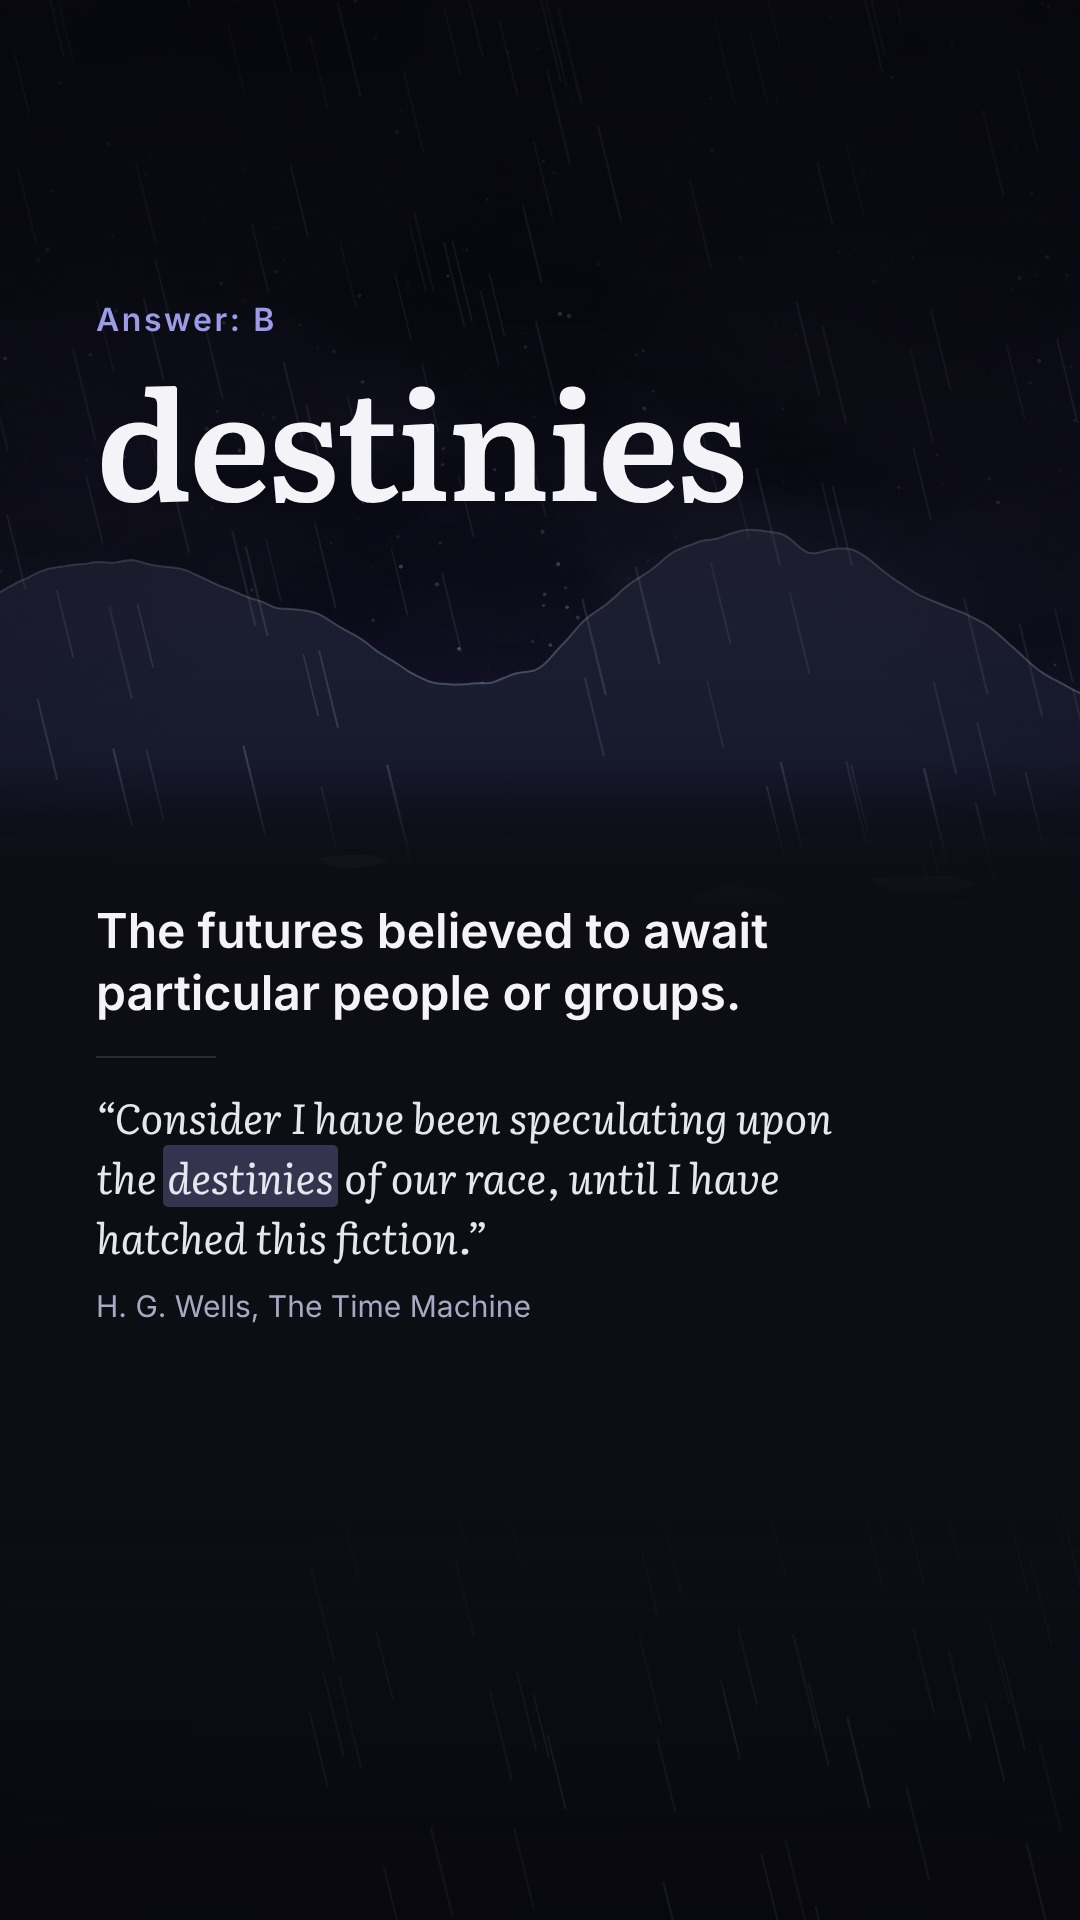 Answer: B
destinies
The futures believed to await
particular people or groups.
“Consider I have been speculating upon
the destinies of our race, until I have
hatched this fiction.”
H. G. Wells, The Time Machine